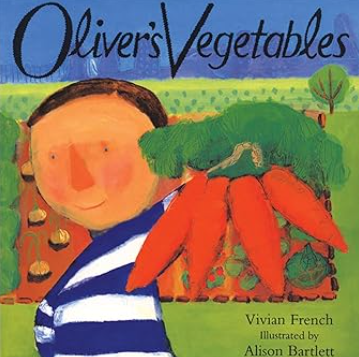 Oliver's Vegetables
Vivian French
Illustrated by
Alison Bartlett